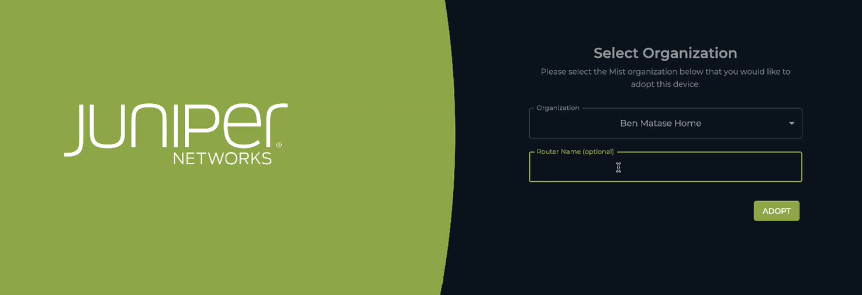 JUNIPER
NETWORKS
®
Select Organization
Please select the Mist organization below that you would like to
adopt this device.
Organization
Ben Matase Home
Router Name (optional)
ADOPT